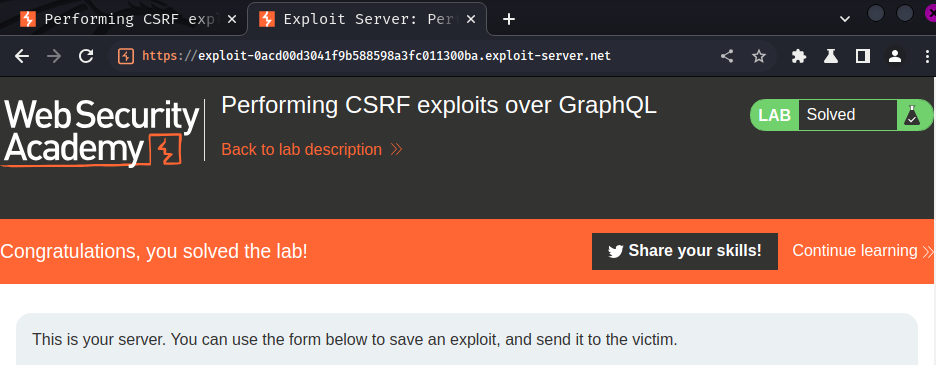 Performing CSRF exp
Exploit Server: Per
https://exploit-0acd00d3041f9b588598a3fc011300ba.exploit-server.net
Web Security
Academy
Performing CSRF exploits over GraphQL
Back to lab description
LAB Solved
Congratulations, you solved the lab!
Share your skills!
Continue learning
This is your server. You can use the form below to save an exploit, and send it to the victim.